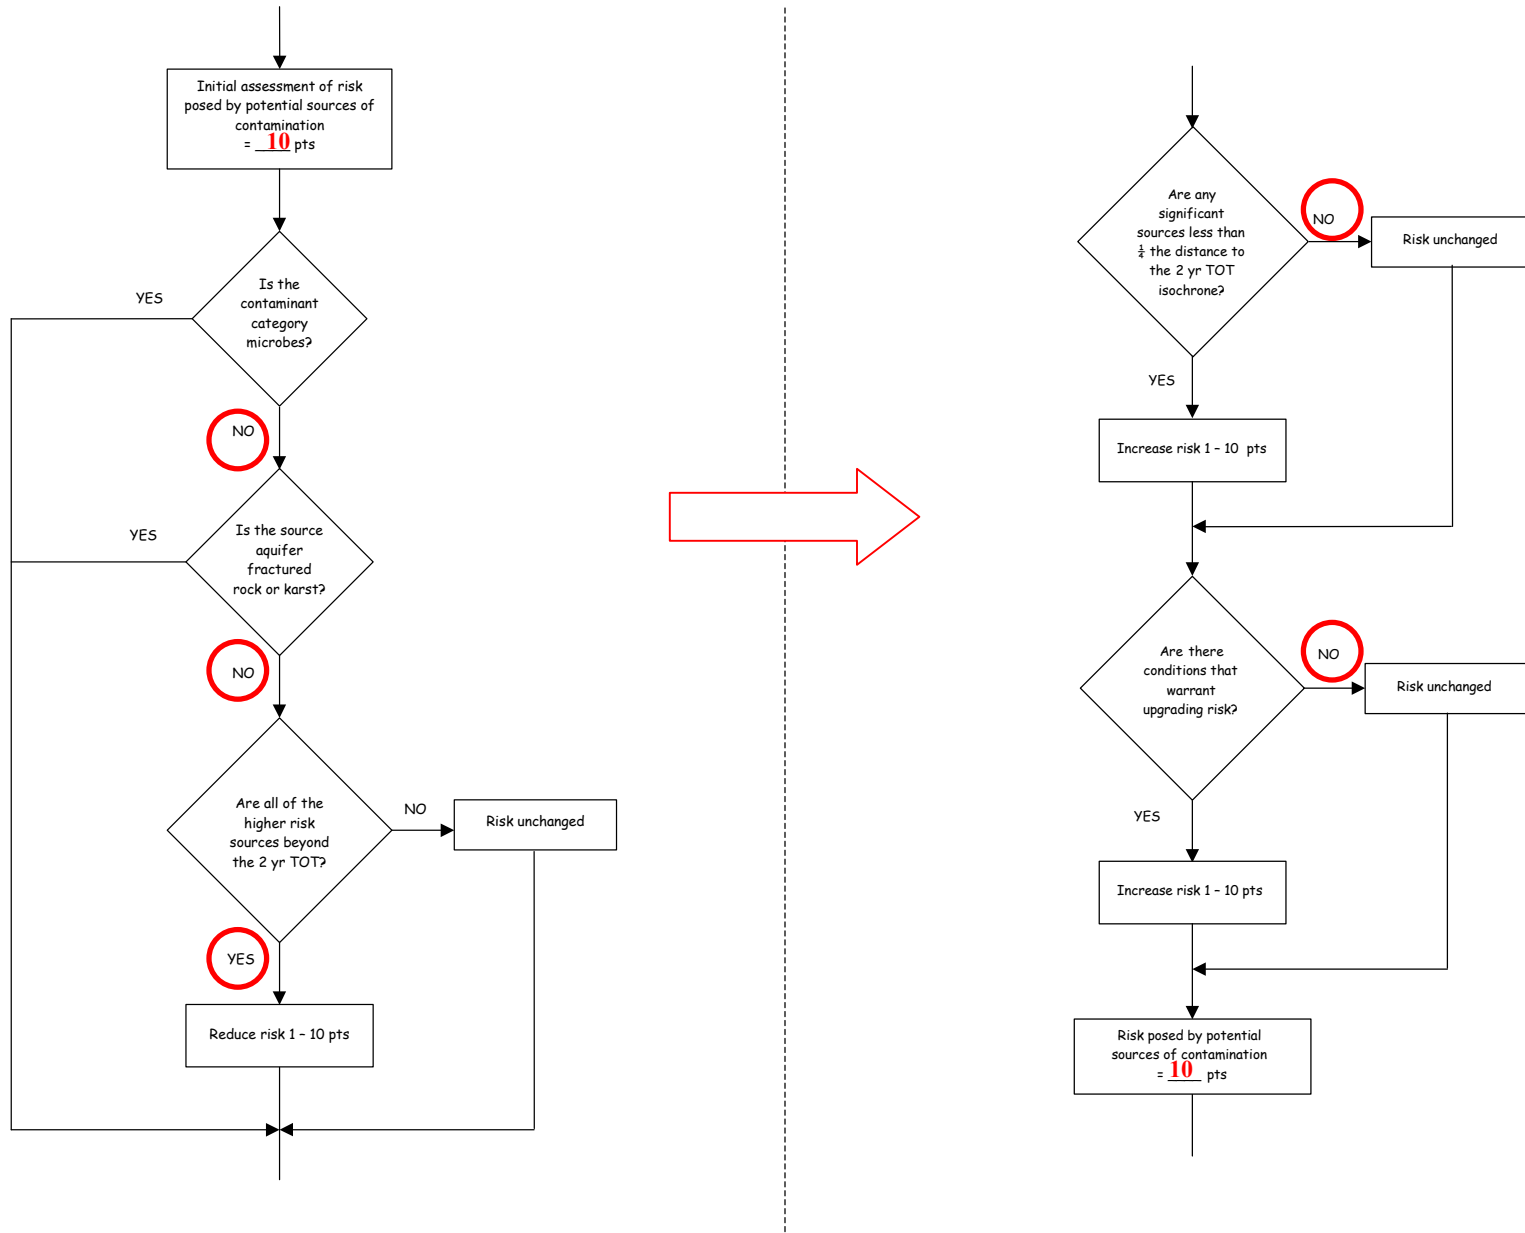 Initial assessment of risk
posed by potential sources of
contamination
= 10 pts
Is the
contaminant
category
microbes?
YES
NO
Is the source
aquifer
fractured
rock or karst?
YES
NO
Are all of the
higher risk
sources beyond
the 2 yr TOT?
NO
Risk unchanged
YES
Reduce risk 1 – 10 pts
Are any
significant
sources less than
¼ the distance to
the 2 yr TOT
isochrone?
NO
Risk unchanged
YES
Increase risk 1 – 10 pts
Are there
conditions that
warrant
upgrading risk?
NO
Risk unchanged
YES
Increase risk 1 – 10 pts
Risk posed by potential
sources of contamination
= 10 pts